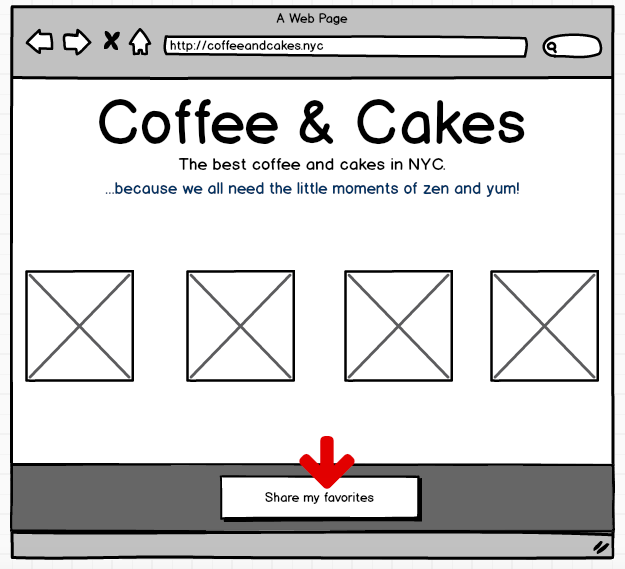 A Web Page
http://coffeeandcakes.nyc
Coffee & Cakes
The best coffee and cakes in NYC.
...because we all need the little moments of zen and yum!
Share my favorites